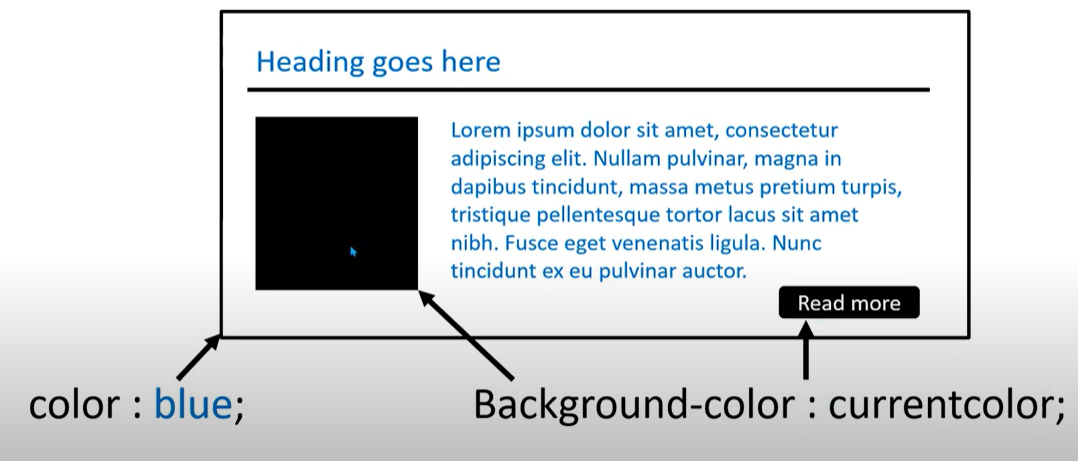 Heading goes here
Lorem ipsum dolor sit amet, consectetur
adipiscing elit. Nullam pulvinar, magna in
dapibus tincidunt, massa metus pretium turpis,
tristique pellentesque tortor lacus sit amet
nibh. Fusce eget venenatis ligula. Nunc
tincidunt ex eu pulvinar auctor.
Read more
color : blue;
Background-color : currentcolor;